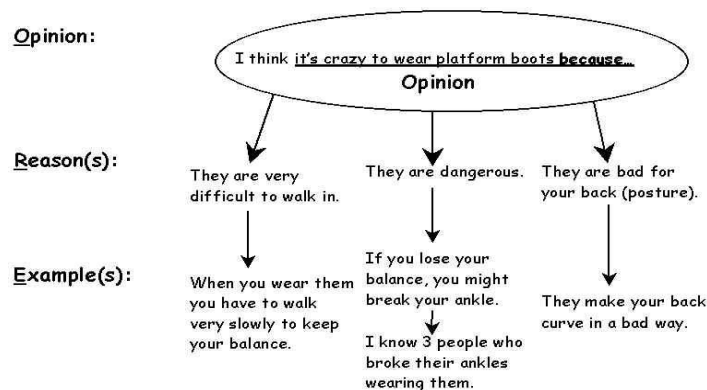 Opinion:
I think it's crazy to wear platform boots because...
Opinion
Reason(s):
They are very
difficult to walk in.
They are dangerous.
They are bad for
your back (posture).
Example(s):
When you wear them
you have to walk
very slowly to keep
your balance.
If you lose your
balance, you might
break your ankle.
I know 3 people who
broke their ankles
wearing them.
They make your back
curve in a bad way.